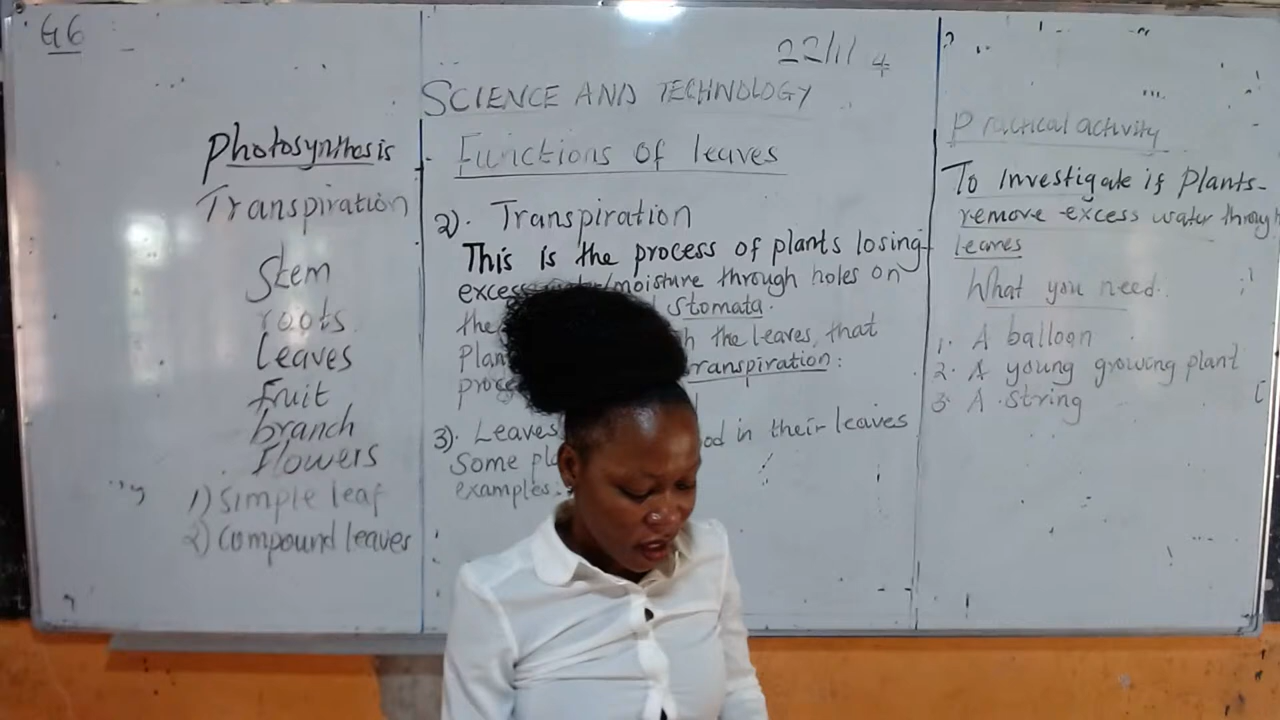 G6
22/11 4
SCIENCE AND TECHNOLOGY
Photosynthesis
Transpiration
Stem
roots
Leaves
Fruit
branch
Flowers
1) Simple leaf
2) Compound leaves
Functions of leaves
2). Transpiration
This is the process of plants losing
excess /moisture through holes on
the stomata.
the leaves, that
transpiration:
3). Leaves in their leaves
Some
examples:
Practical activity
To investigate if plants
remove excess water through
leaves
What you need.
1. A balloon
2. A young growing plant
3. A string